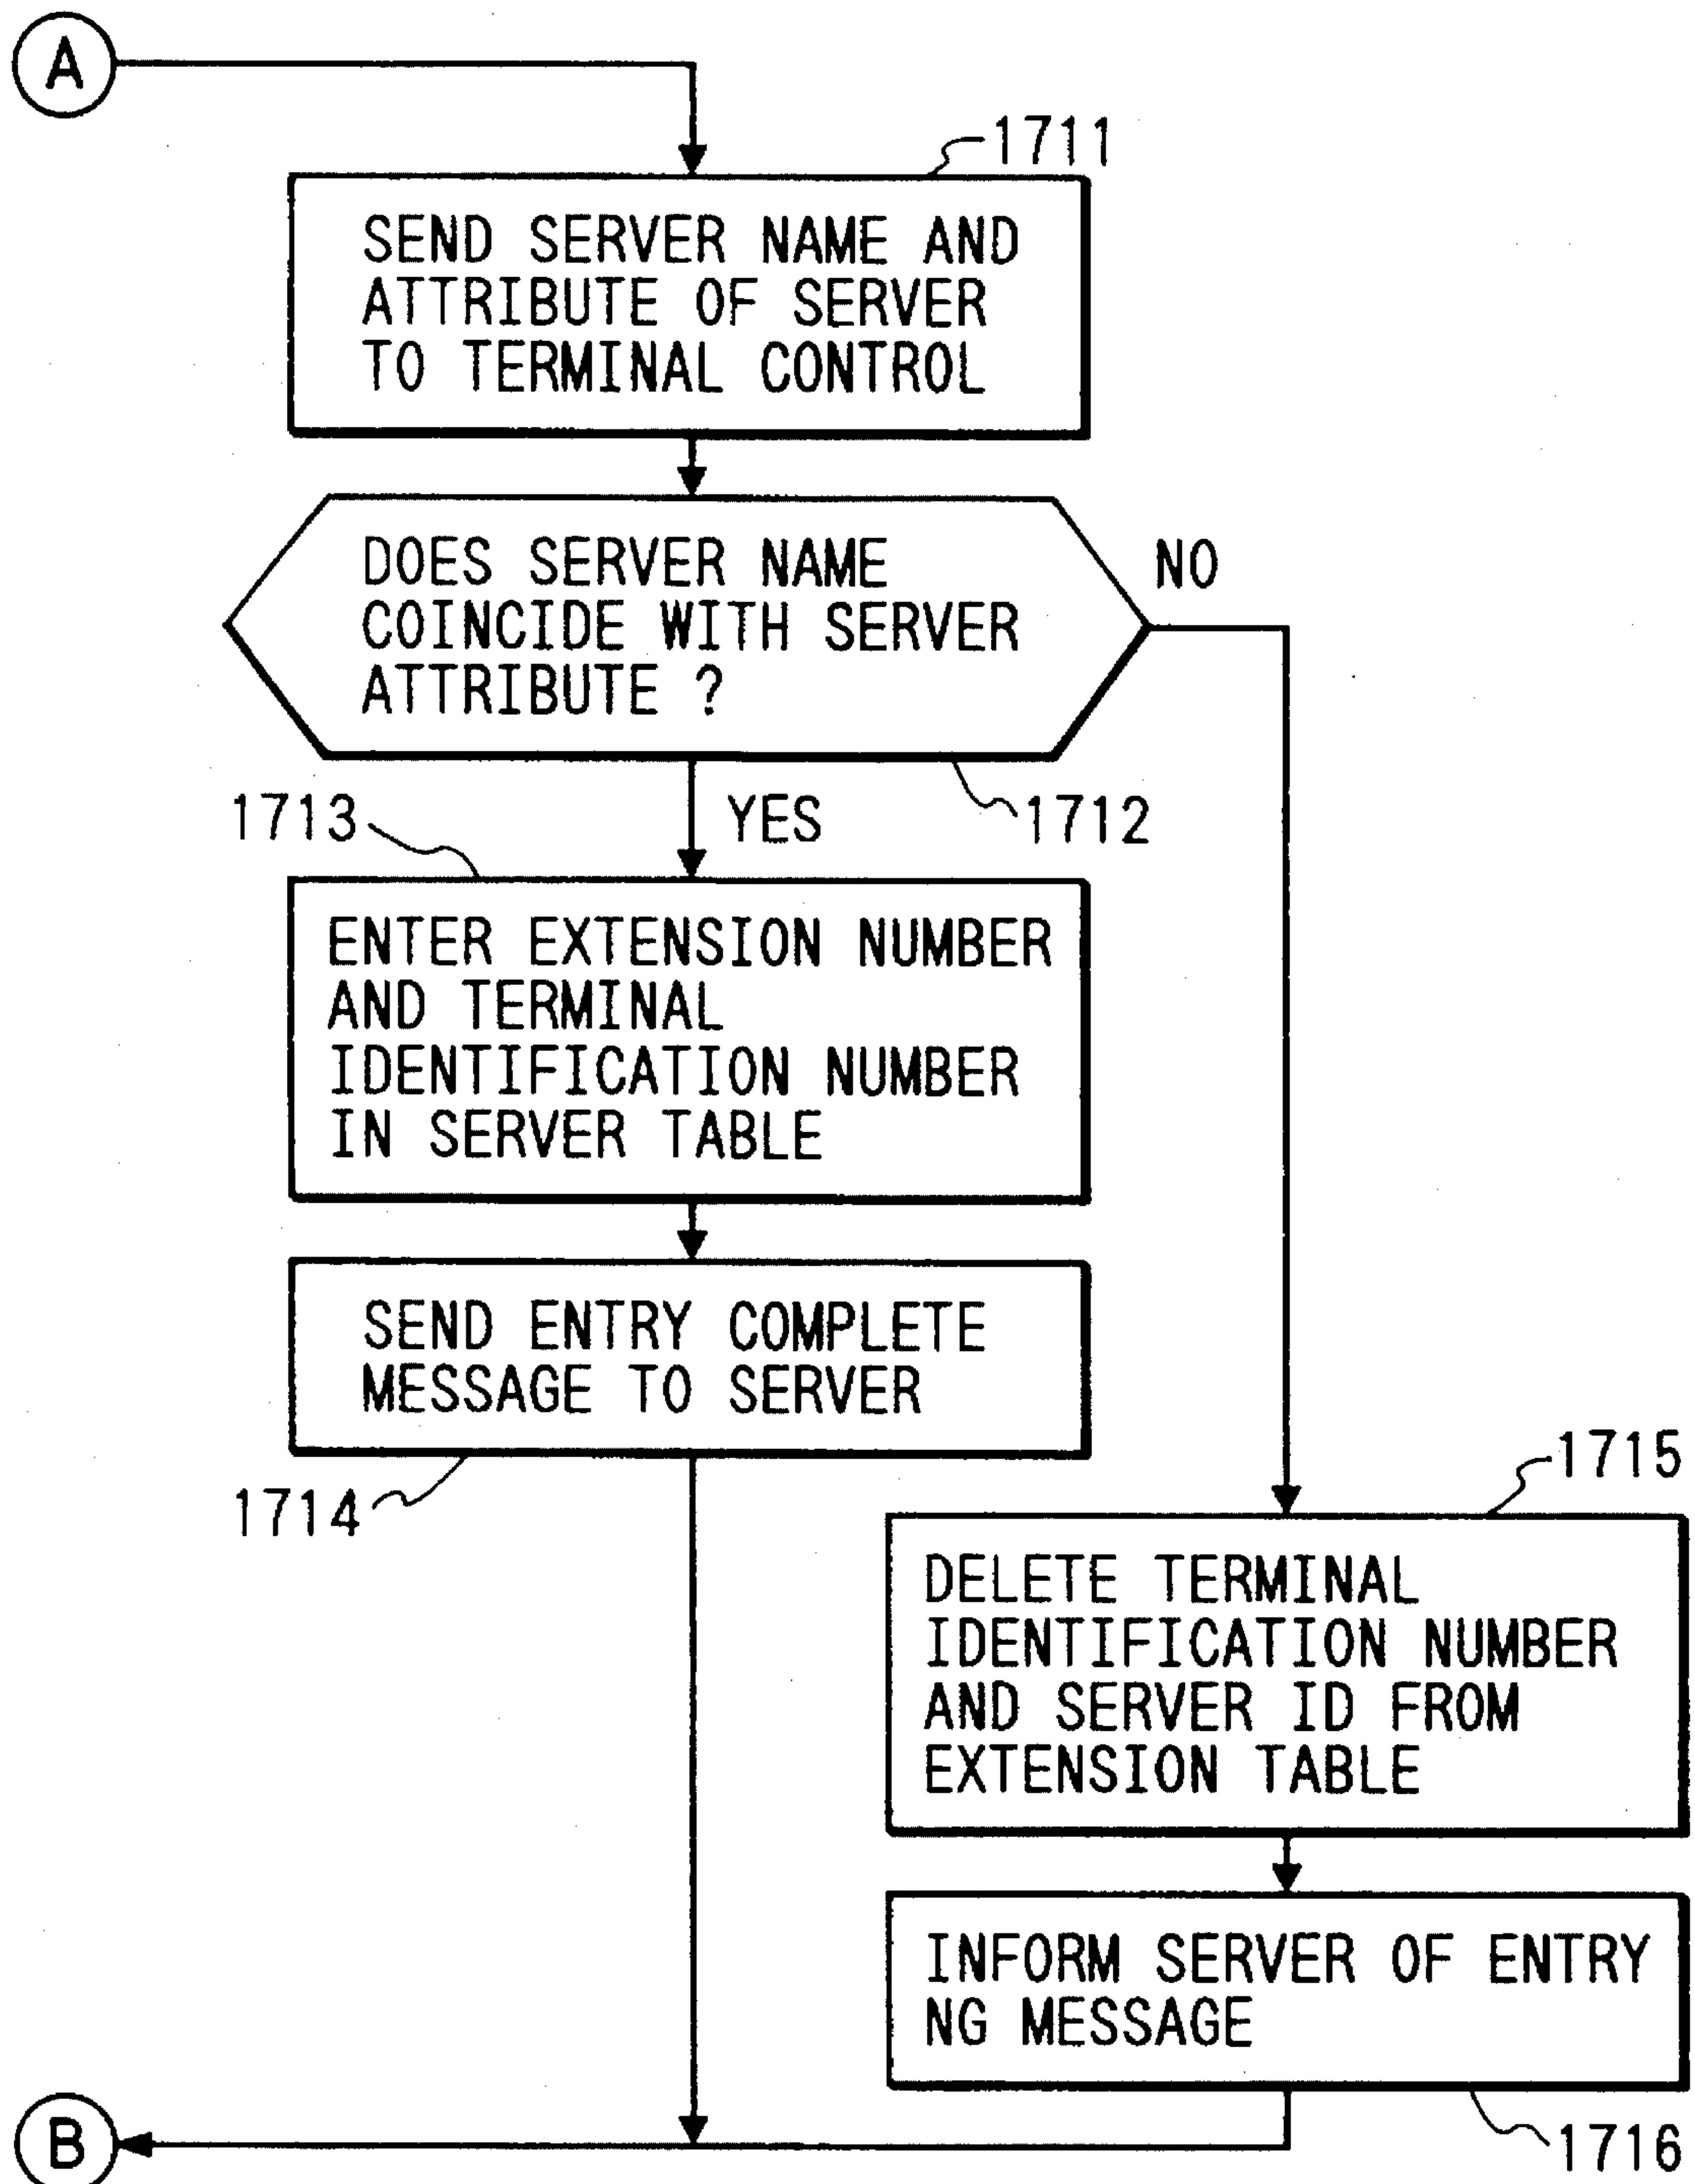 A
1711
SEND SERVER NAME AND
ATTRIBUTE OF SERVER
TO TERMINAL CONTROL
DOES SERVER NAME
COINCIDE WITH SERVER
ATTRIBUTE ?
NO
1713
YES
1712
ENTER EXTENSION NUMBER
AND TERMINAL
IDENTIFICATION NUMBER
IN SERVER TABLE
SEND ENTRY COMPLETE
MESSAGE TO SERVER
1714
1715
DELETE TERMINAL
IDENTIFICATION NUMBER
AND SERVER ID FROM
EXTENSION TABLE
INFORM SERVER OF ENTRY
NG MESSAGE
B
1716